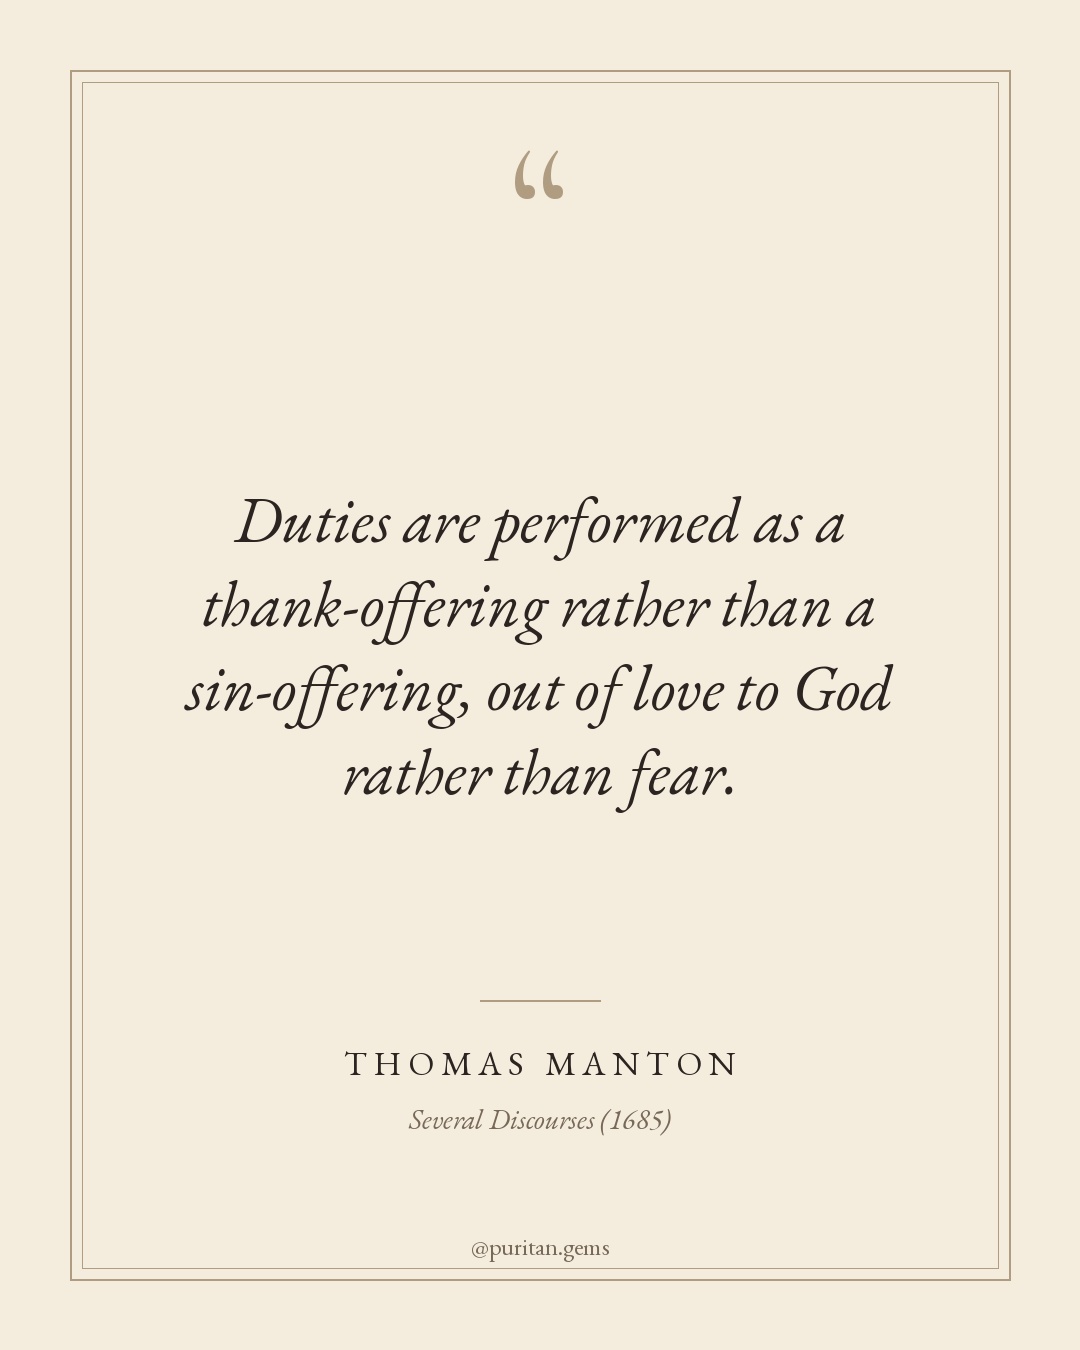 “
Duties are performed as a
thank-offering rather than a
sin-offering, out of love to God
rather than fear.
THOMAS MANTON
Several Discourses (1685)
@puritan.gems